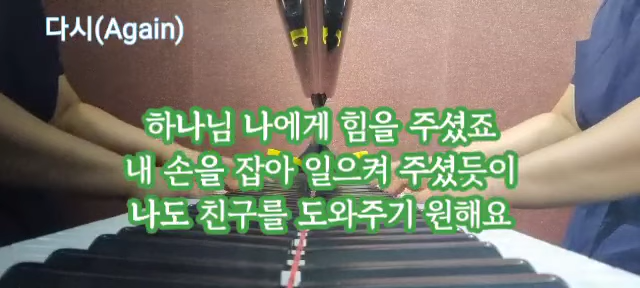 다시(Again)
하나님 나에게 힘을 주셨죠
내 손을 잡아 일으켜 주셨듯이
나도 친구를 도와주기 원해요